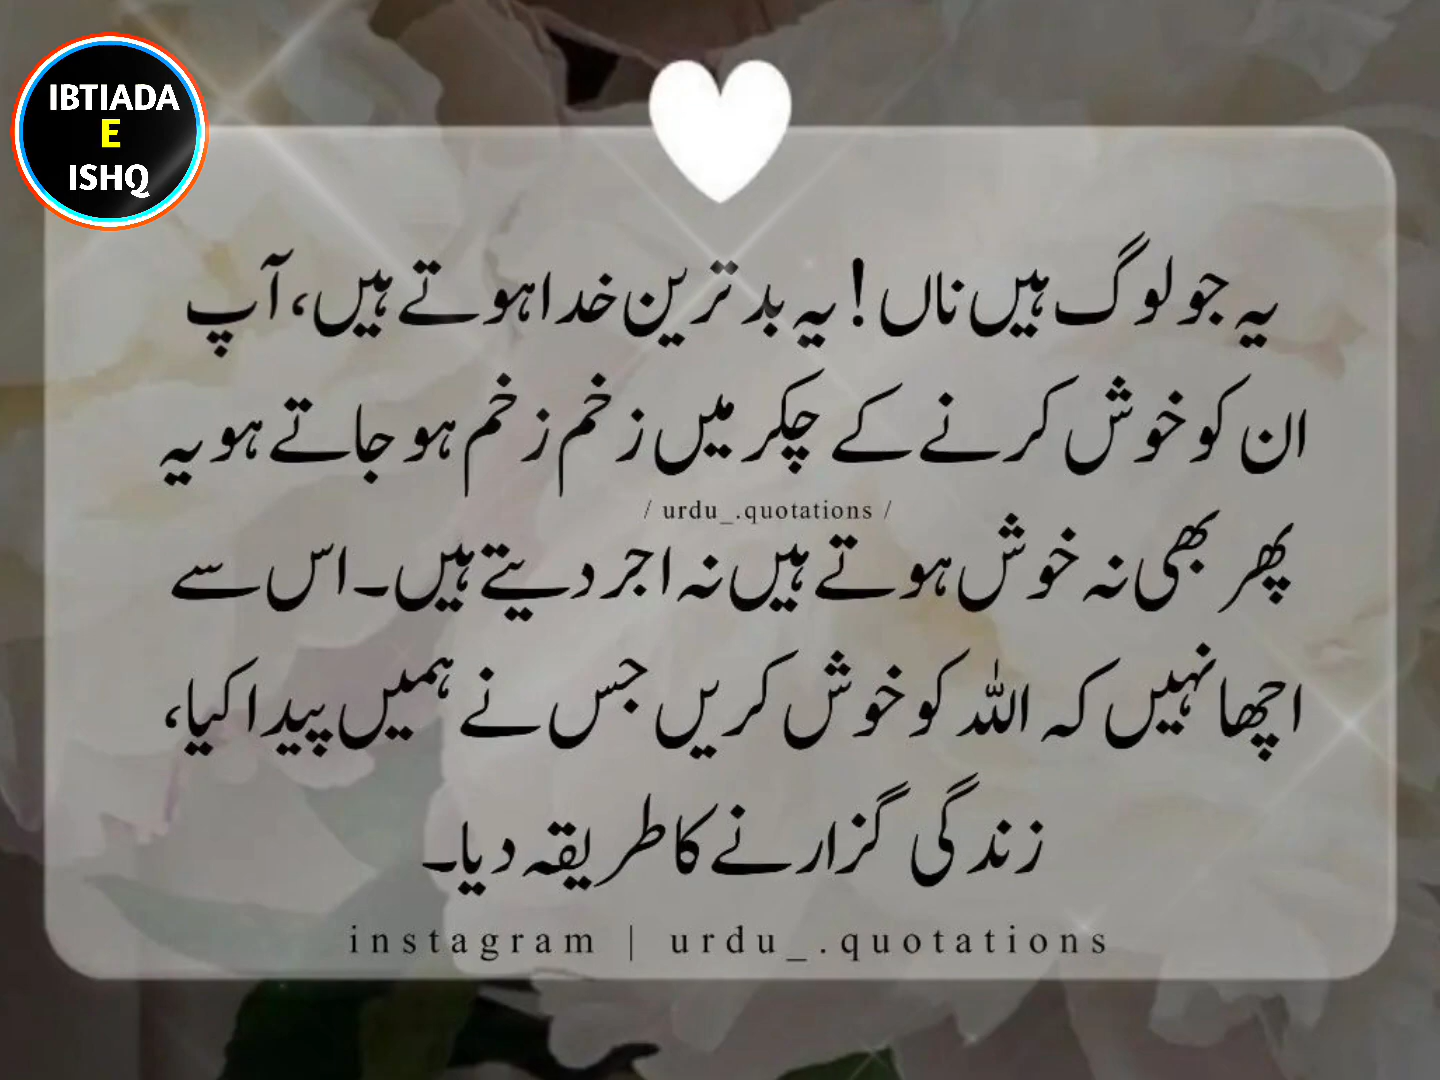 IBTIADA
E
ISHQ
یہ جو لوگ ہیں ناں ! یہ بدترین خدا ہوتے ہیں، آپ
ان کو خوش کرنے کے چکر میں زخم زخم ہو جاتے ہو یہ
/ urdu_.quotations /
پھر بھی نہ خوش ہوتے ہیں نہ اجر دیتے ہیں۔ اس سے
اچھا نہیں کہ اللہ کو خوش کریں جس نے ہمیں پیدا کیا،
زندگی گزارنے کا طریقہ دیا۔
instagram | urdu_.quotations